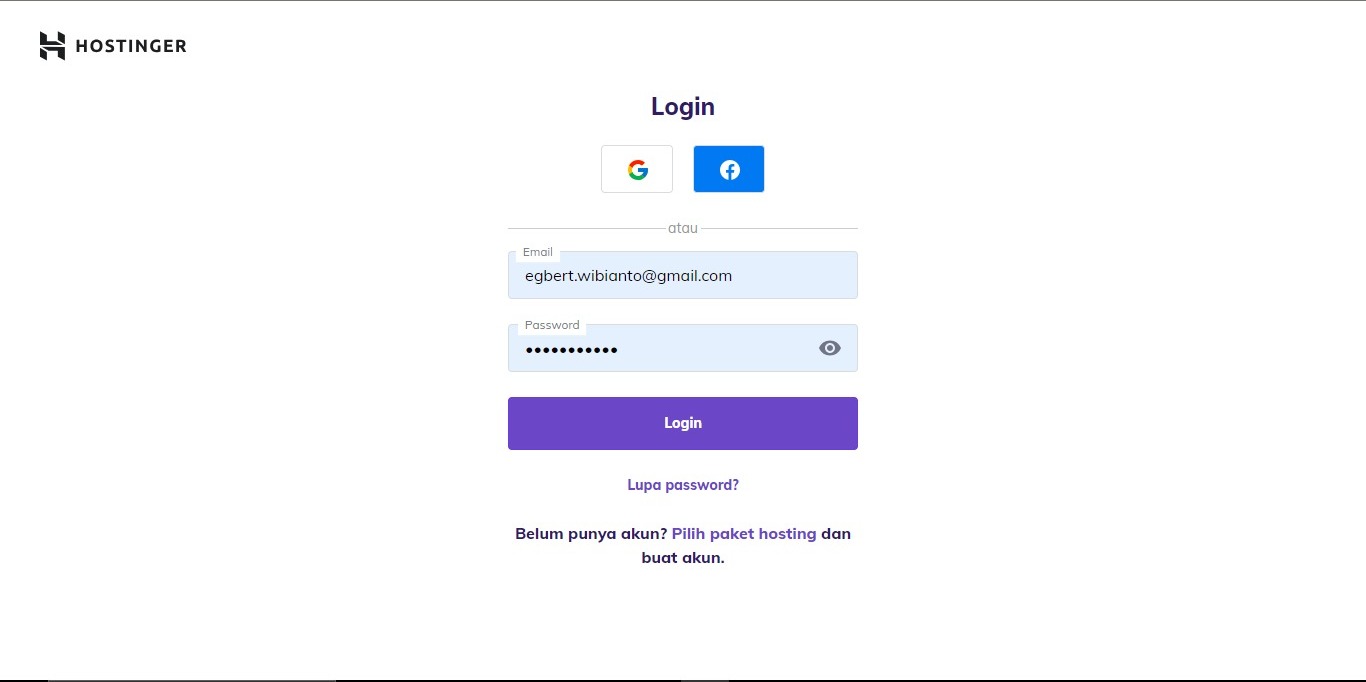 HOSTINGER
Login
atau
Email
egbert.wibianto@gmail.com
Password
•••••••••••
Login
Lupa password?
Belum punya akun? Pilih paket hosting dan
buat akun.